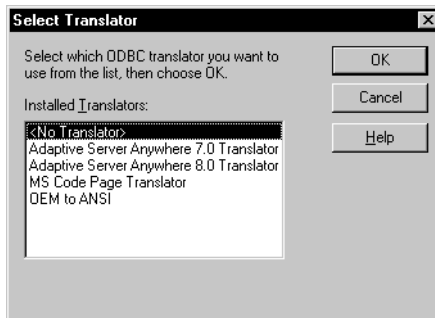 Select Translator
Select which ODBC translator you want to
use from the list, then choose OK.
Installed Translators:
<No Translator>
Adaptive Server Anywhere 7.0 Translator
Adaptive Server Anywhere 8.0 Translator
MS Code Page Translator
OEM to ANSI
OK
Cancel
Help